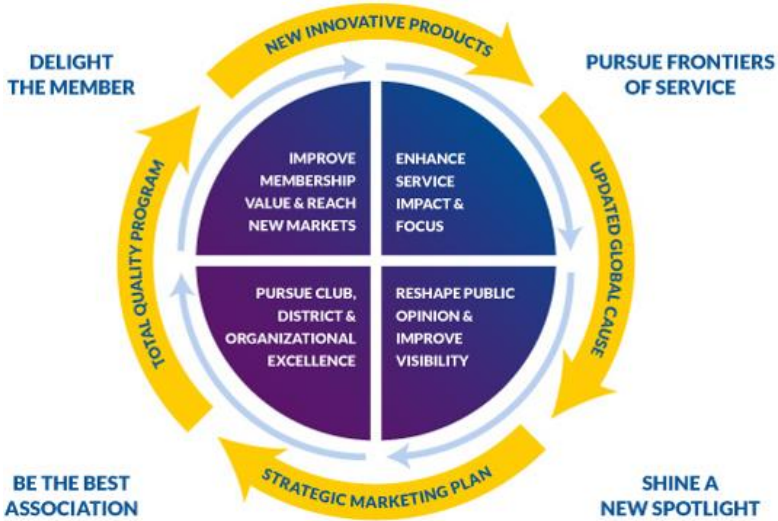 NEW INNOVATIVE PRODUCTS
DELIGHT
THE MEMBER
PURSUE FRONTIERS
OF SERVICE
IMPROVE
MEMBERSHIP
VALUE & REACH
NEW MARKETS
ENHANCE
SERVICE
IMPACT &
FOCUS
TOTAL QUALITY PROGRAM
UPDATED GLOBAL CAUSE
PURSUE CLUB,
DISTRICT &
ORGANIZATIONAL
EXCELLENCE
RESHAPE PUBLIC
OPINION &
IMPROVE
VISIBILITY
STRATEGIC MARKETING PLAN
BE THE BEST
ASSOCIATION
SHINE A
NEW SPOTLIGHT